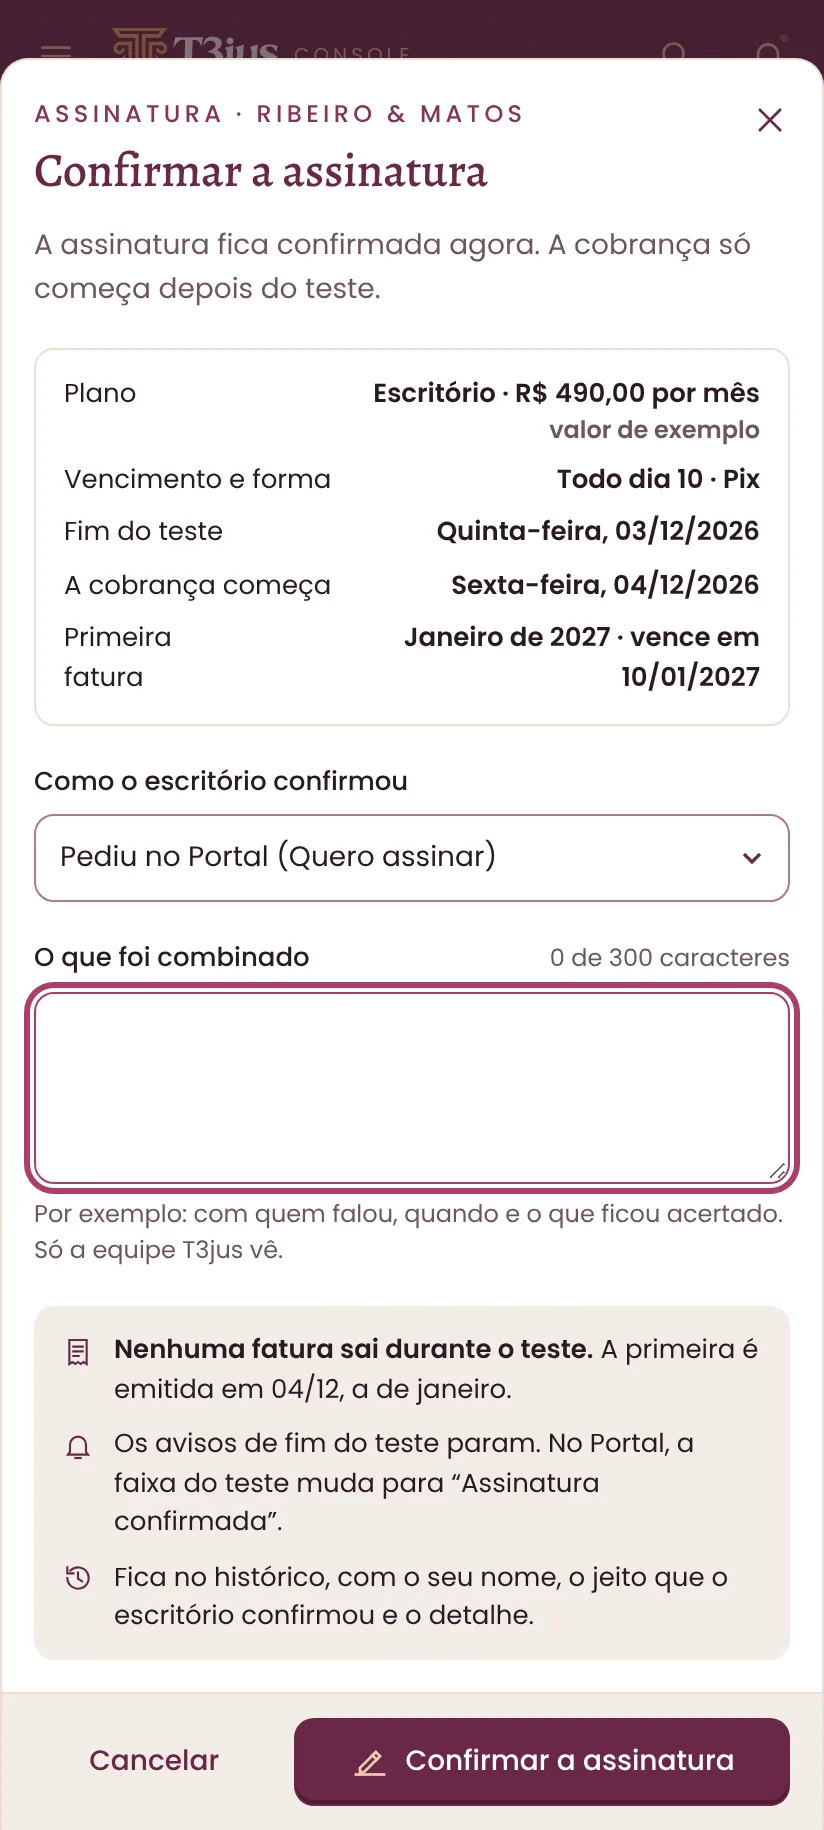 T3jus CONSOLE
ASSINATURA · RIBEIRO & MATOS
Confirmar a assinatura
A assinatura fica confirmada agora. A cobrança só
começa depois do teste.
Plano
Escritório · R$ 490,00 por mês
valor de exemplo
Vencimento e forma
Todo dia 10 · Pix
Fim do teste
Quinta-feira, 03/12/2026
A cobrança começa
Sexta-feira, 04/12/2026
Primeira
fatura
Janeiro de 2027 · vence em
10/01/2027
Como o escritório confirmou
Pediu no Portal (Quero assinar)
O que foi combinado
0 de 300 caracteres
Por exemplo: com quem falou, quando e o que ficou acertado.
Só a equipe T3jus vê.
Nenhuma fatura sai durante o teste. A primeira é
emitida em 04/12, a de janeiro.
Os avisos de fim do teste param. No Portal, a
faixa do teste muda para “Assinatura
confirmada”.
Fica no histórico, com o seu nome, o jeito que o
escritório confirmou e o detalhe.
Cancelar
Confirmar a assinatura